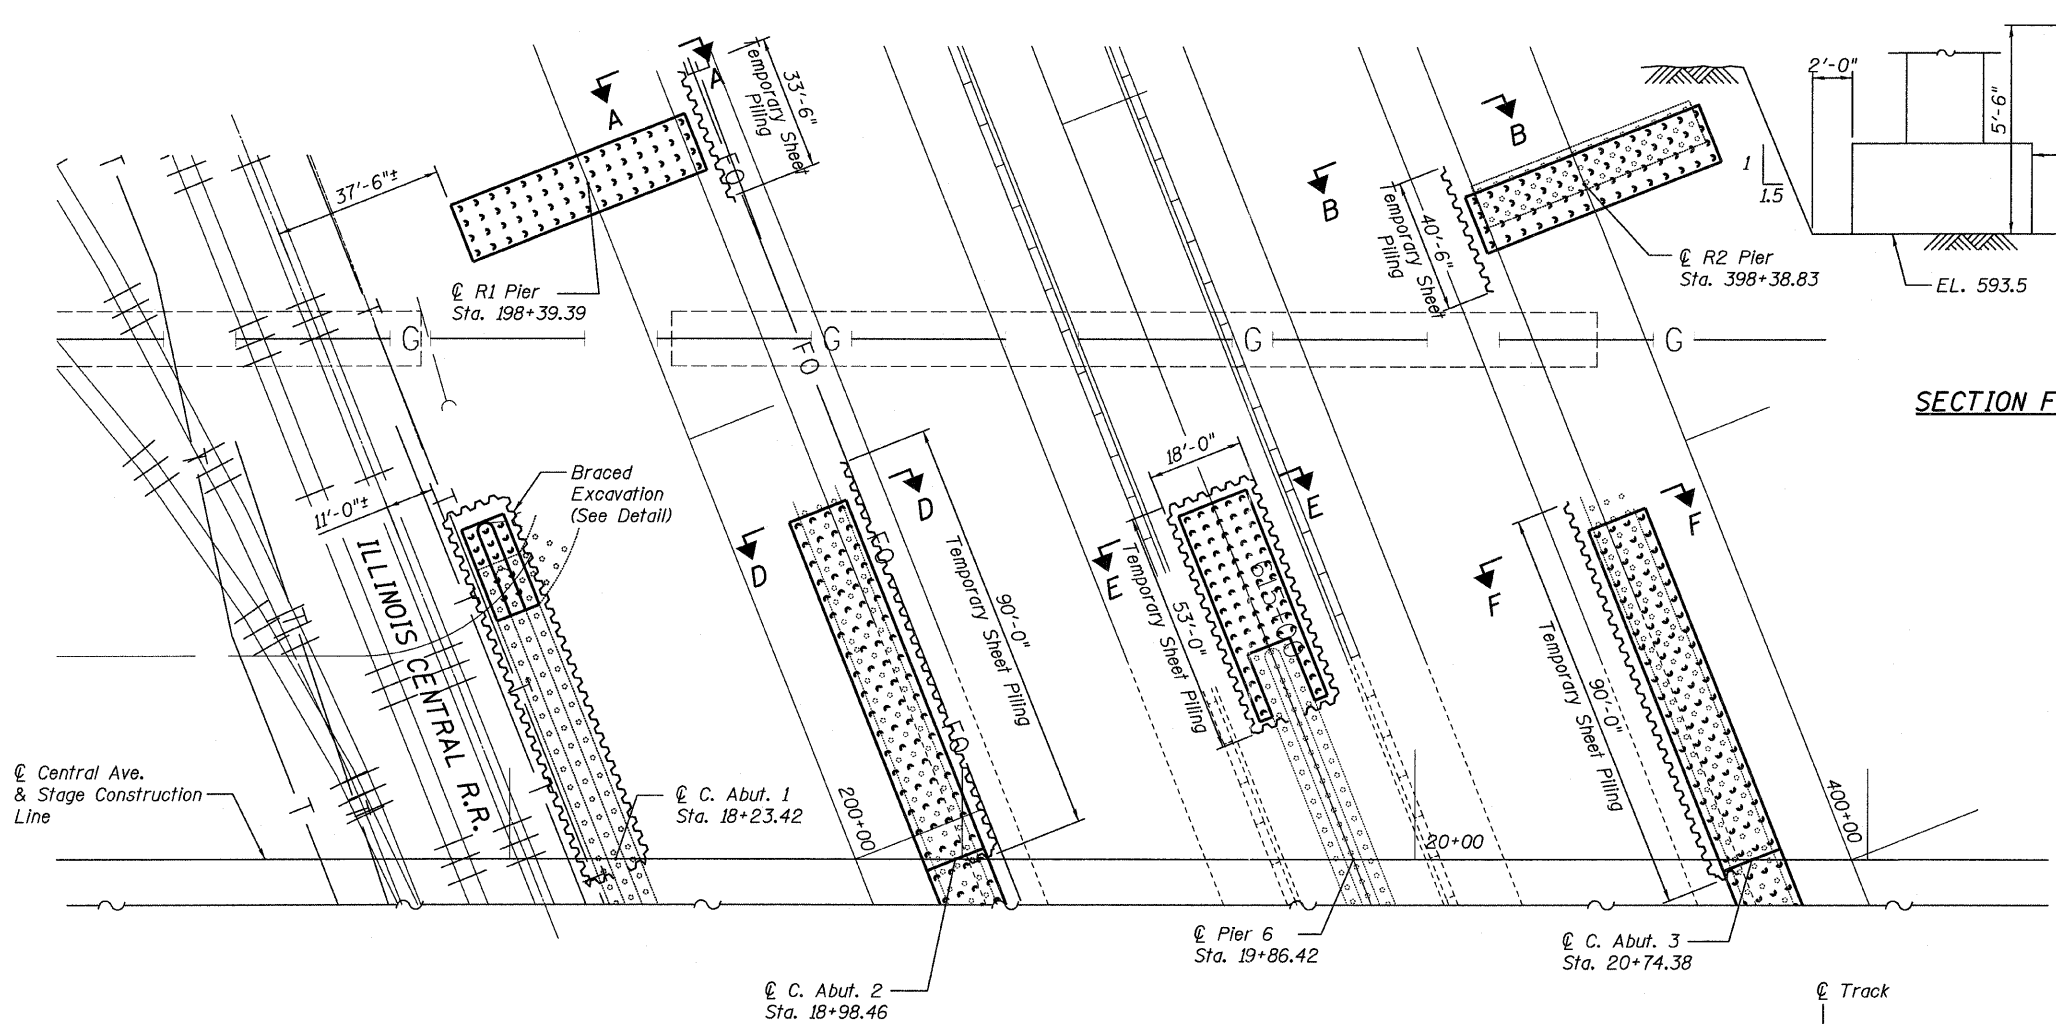 A
A
33'-6"
Temporary Sheet
Piling
37'-6"±
℄ R1 Pier
Sta. 198+39.39
FO
B
B
40'-6"
Temporary Sheet
Piling
℄ R2 Pier
Sta. 398+38.83
2'-0"
5'-6"
1
1.5
EL. 593.5
SECTION F
G
G
G
G
FO
11'-0"±
Braced
Excavation
(See Detail)
ILLINOIS CENTRAL R.R.
D
D
FO
FO
90'-0"
Temporary Sheet Piling
18'-0"
E
E
53'-0"
Temporary Sheet Piling
F
F
90'-0"
Temporary Sheet Piling
℄ Central Ave.
& Stage Construction
Line
℄ C. Abut. 1
Sta. 18+23.42
200+00
20+00
400+00
℄ C. Abut. 2
Sta. 18+98.46
℄ Pier 6
Sta. 19+86.42
℄ C. Abut. 3
Sta. 20+74.38
℄ Track